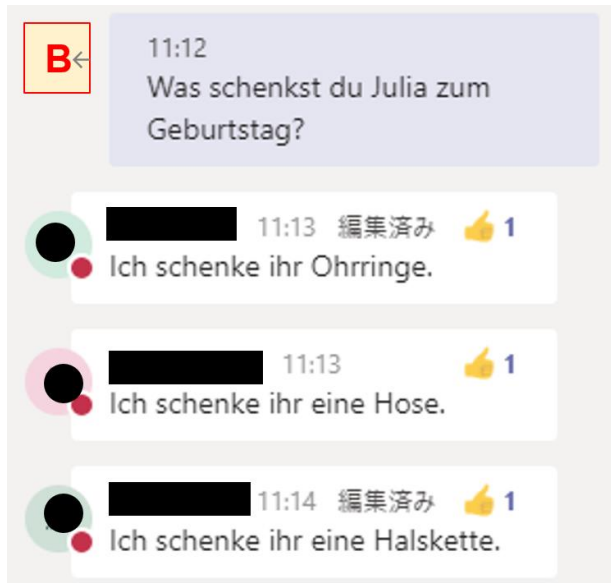 B←
11:12
Was schenkst du Julia zum
Geburtstag?
11:13 編集済み 👍 1
Ich schenke ihr Ohrringe.
11:13 👍 1
Ich schenke ihr eine Hose.
11:14 編集済み 👍 1
Ich schenke ihr eine Halskette.